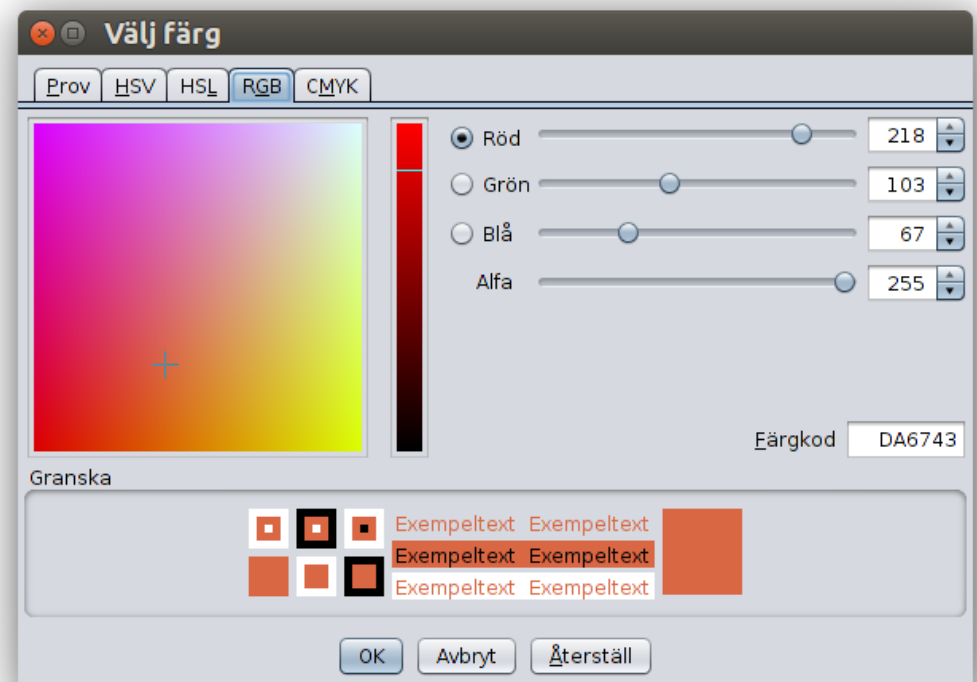 Välj färg
Prov HSV HSL RGB CMYK
Röd 218
Grön 103
Blå 67
Alfa 255
Färgkod DA6743
Granska
Exempeltext Exempeltext
Exempeltext Exempeltext
Exempeltext Exempeltext
OK Avbryt Återställ